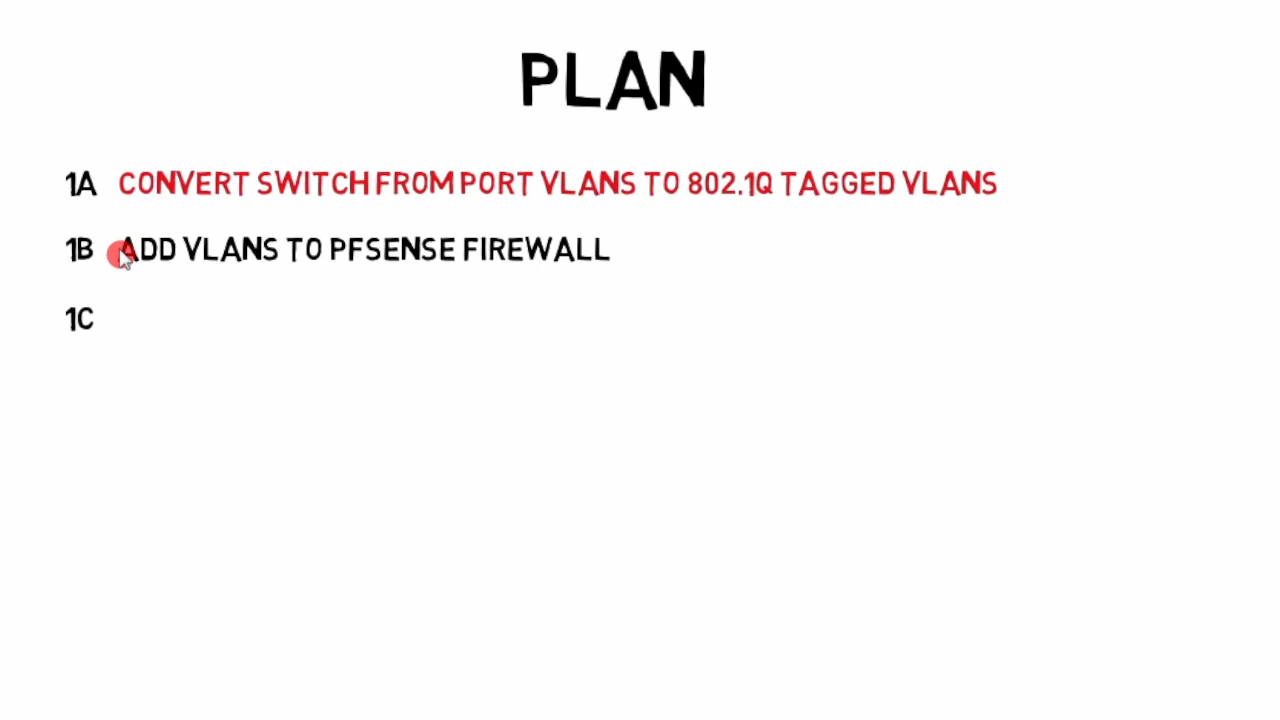 PLAN
1A CONVERT SWITCH FROM PORT VLANS TO 802.1Q TAGGED VLANS
1B ADD VLANS TO PFSENSE FIREWALL
1C